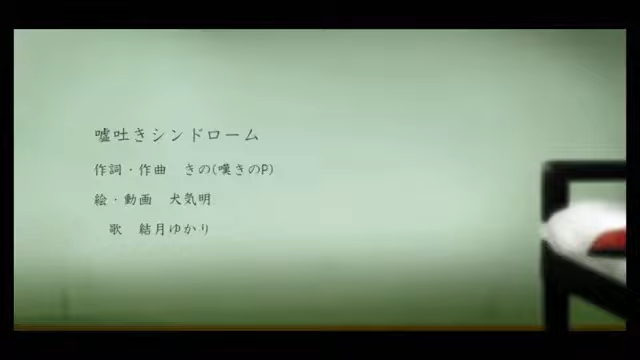 嘘吐きシンドローム
作詞・作曲　きの(嘆きのP)
絵・動画　犬気明
歌　結月ゆかり